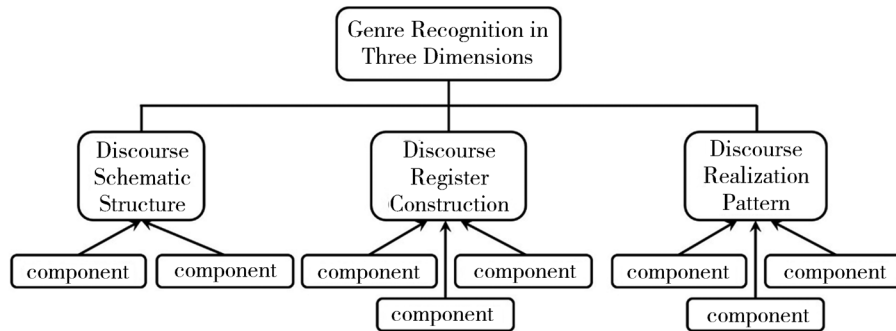 Genre Recognition in
Three Dimensions
Discourse
Schematic
Structure
Discourse
Register
Construction
Discourse
Realization
Pattern
component
component
component
component
component
component
component
component